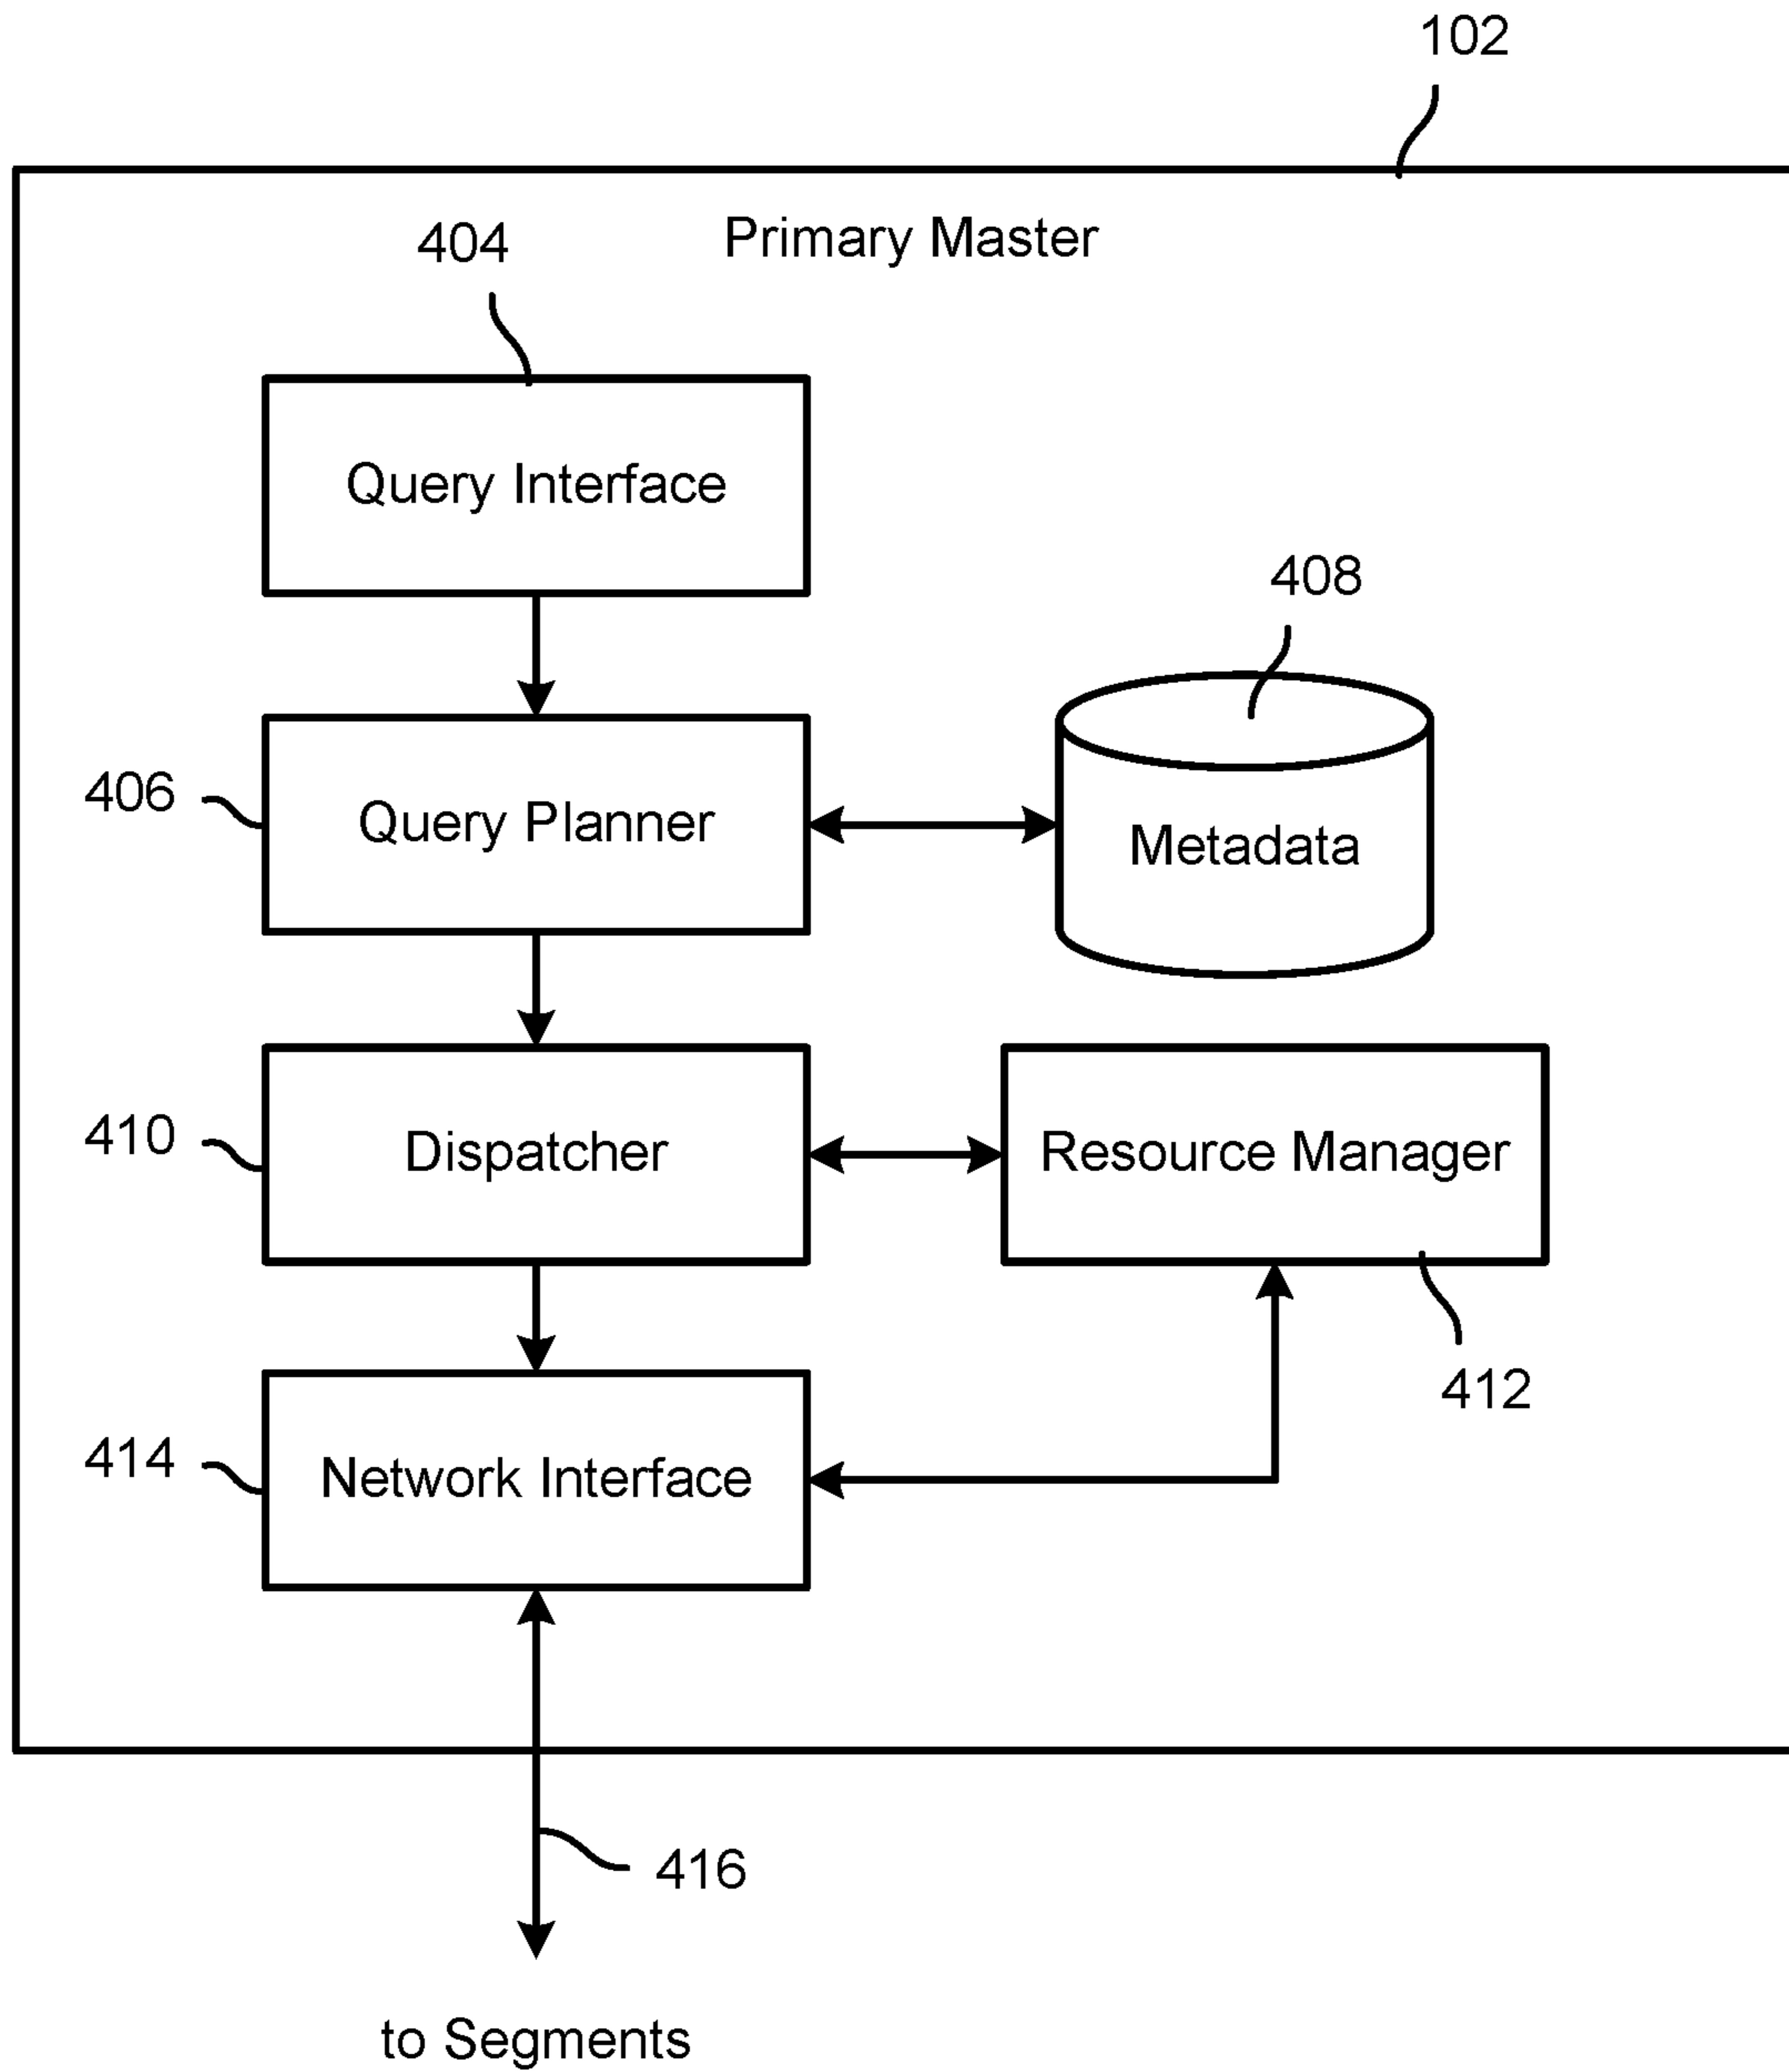 102
Primary Master
404
Query Interface
408
406
Query Planner
Metadata
410
Dispatcher
Resource Manager
412
414
Network Interface
416
to Segments